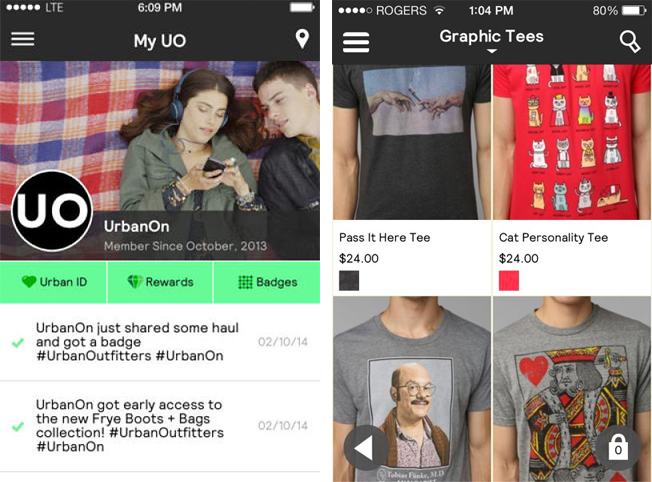 LTE 6:09 PM
My UO
UO
UrbanOn
Member Since October, 2013
Urban ID Rewards Badges
UrbanOn just shared some haul
and got a badge
#UrbanOutfitters #UrbanOn
02/10/14
UrbanOn got early access to
the new Frye Boots + Bags
collection! #UrbanOutfitters
#UrbanOn
02/10/14
ROGERS 1:04 PM 80%
Graphic Tees
Pass It Here Tee
$24.00
Cat Personality Tee
$24.00
Tobias Fünke, M.D.
K
0